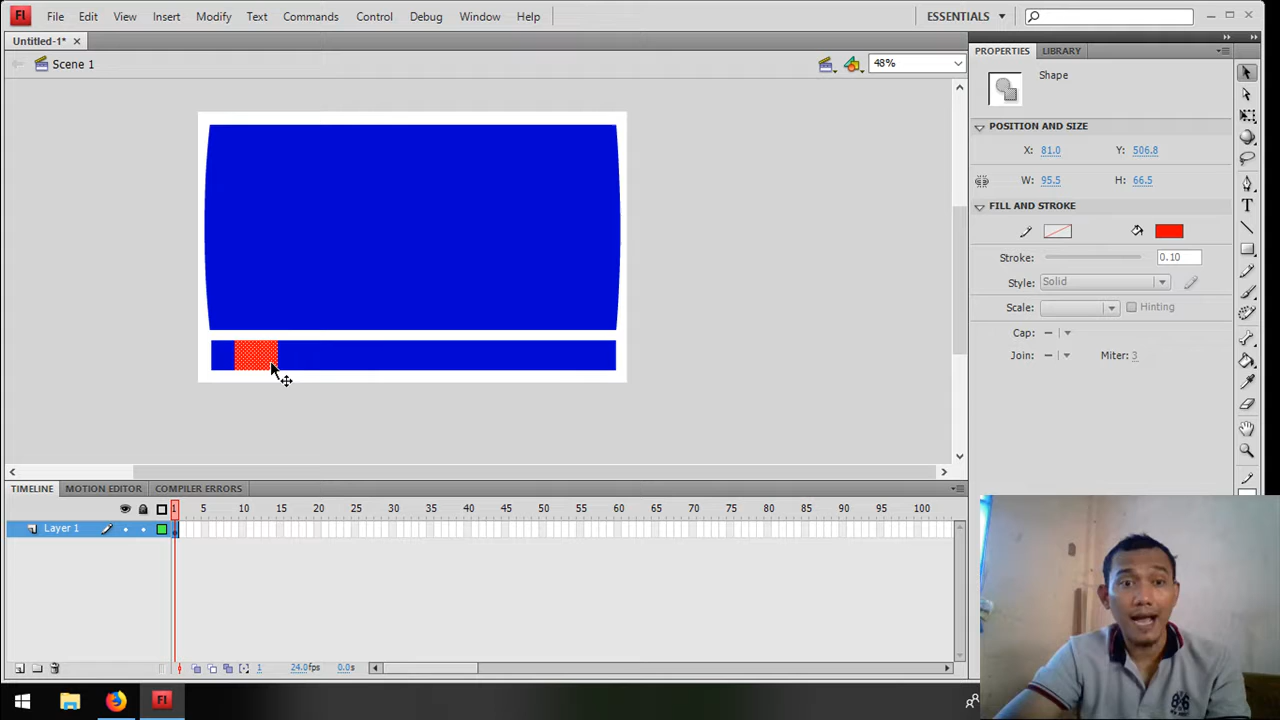 Fl File Edit View Insert Modify Text Commands Control Debug Window Help ESSENTIALS
Untitled-1*
Scene 1 48%
PROPERTIES LIBRARY
Shape
POSITION AND SIZE
X: 81.0 Y: 506.8
W: 95.5 H: 66.5
FILL AND STROKE
Stroke: 0.10
Style: Solid
Scale: Hinting
Cap:
Join: Miter: 3
TIMELINE MOTION EDITOR COMPILER ERRORS
1 5 10 15 20 25 30 35 40 45 50 55 60 65 70 75 80 85 90 95 100
Layer 1
1 24.0fps 0.0s
Fl